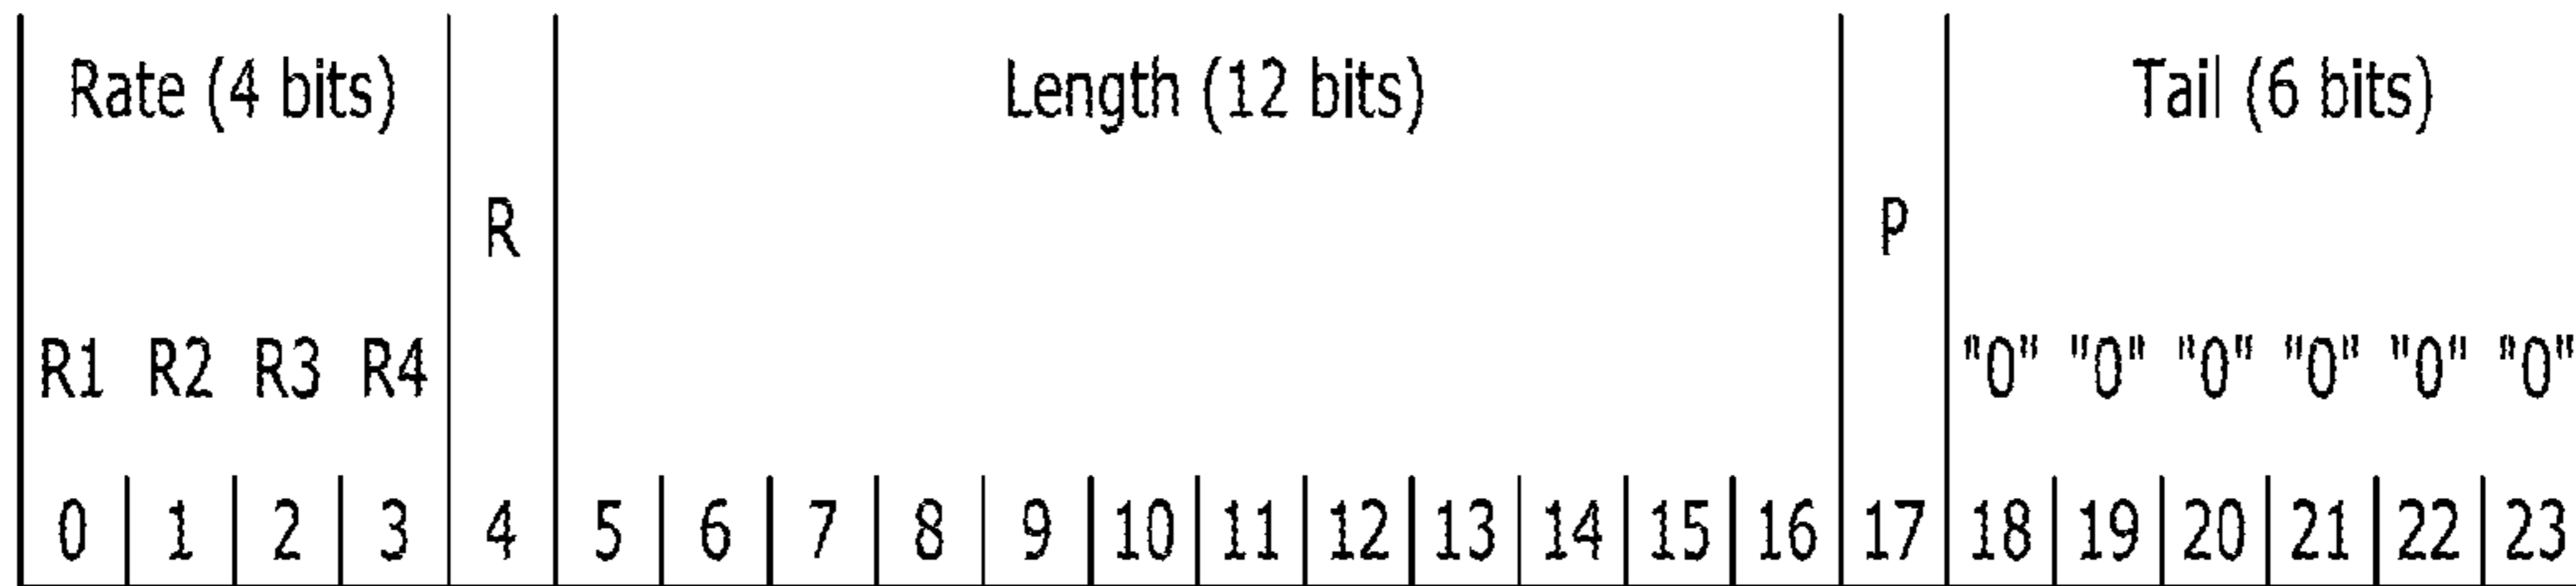 Rate (4 bits) Length (12 bits) Tail (6 bits)
R P
R1 R2 R3 R4 "0" "0" "0" "0" "0" "0"
0 1 2 3 4 5 6 7 8 9 10 11 12 13 14 15 16 17 18 19 20 21 22 23